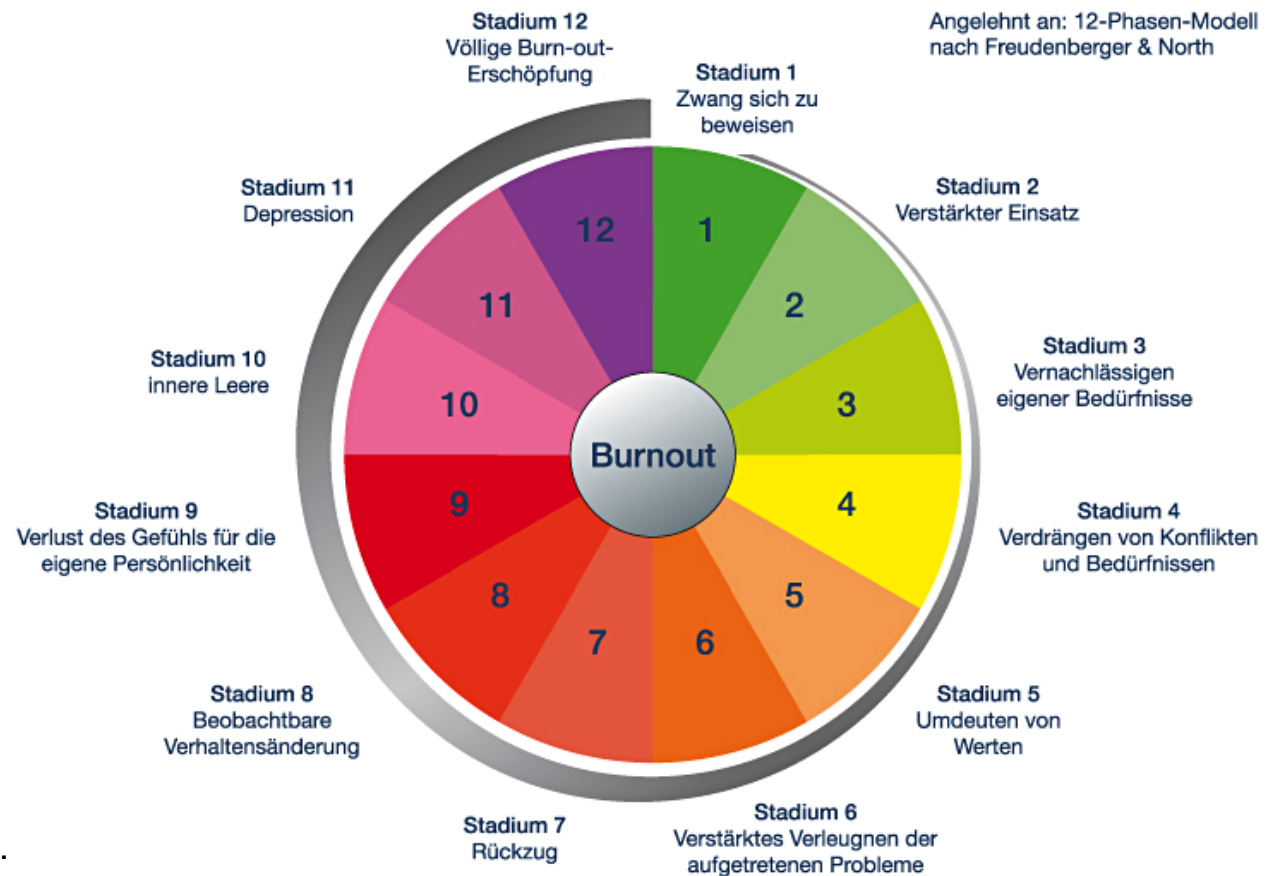 Angelehnt an: 12-Phasen-Modell
nach Freudenberger & North
Stadium 1
Zwang sich zu
beweisen
Stadium 2
Verstärkter Einsatz
Stadium 3
Vernachlässigen
eigener Bedürfnisse
Stadium 4
Verdrängen von Konflikten
und Bedürfnissen
Stadium 5
Umdeuten von
Werten
Stadium 6
Verstärktes Verleugnen der
aufgetretenen Probleme
Stadium 7
Rückzug
Stadium 8
Beobachtbare
Verhaltensänderung
Stadium 9
Verlust des Gefühls für die
eigene Persönlichkeit
Stadium 10
innere Leere
Stadium 11
Depression
Stadium 12
Völlige Burn-out-
Erschöpfung
1
2
3
4
5
6
7
8
9
10
11
12
Burnout
.